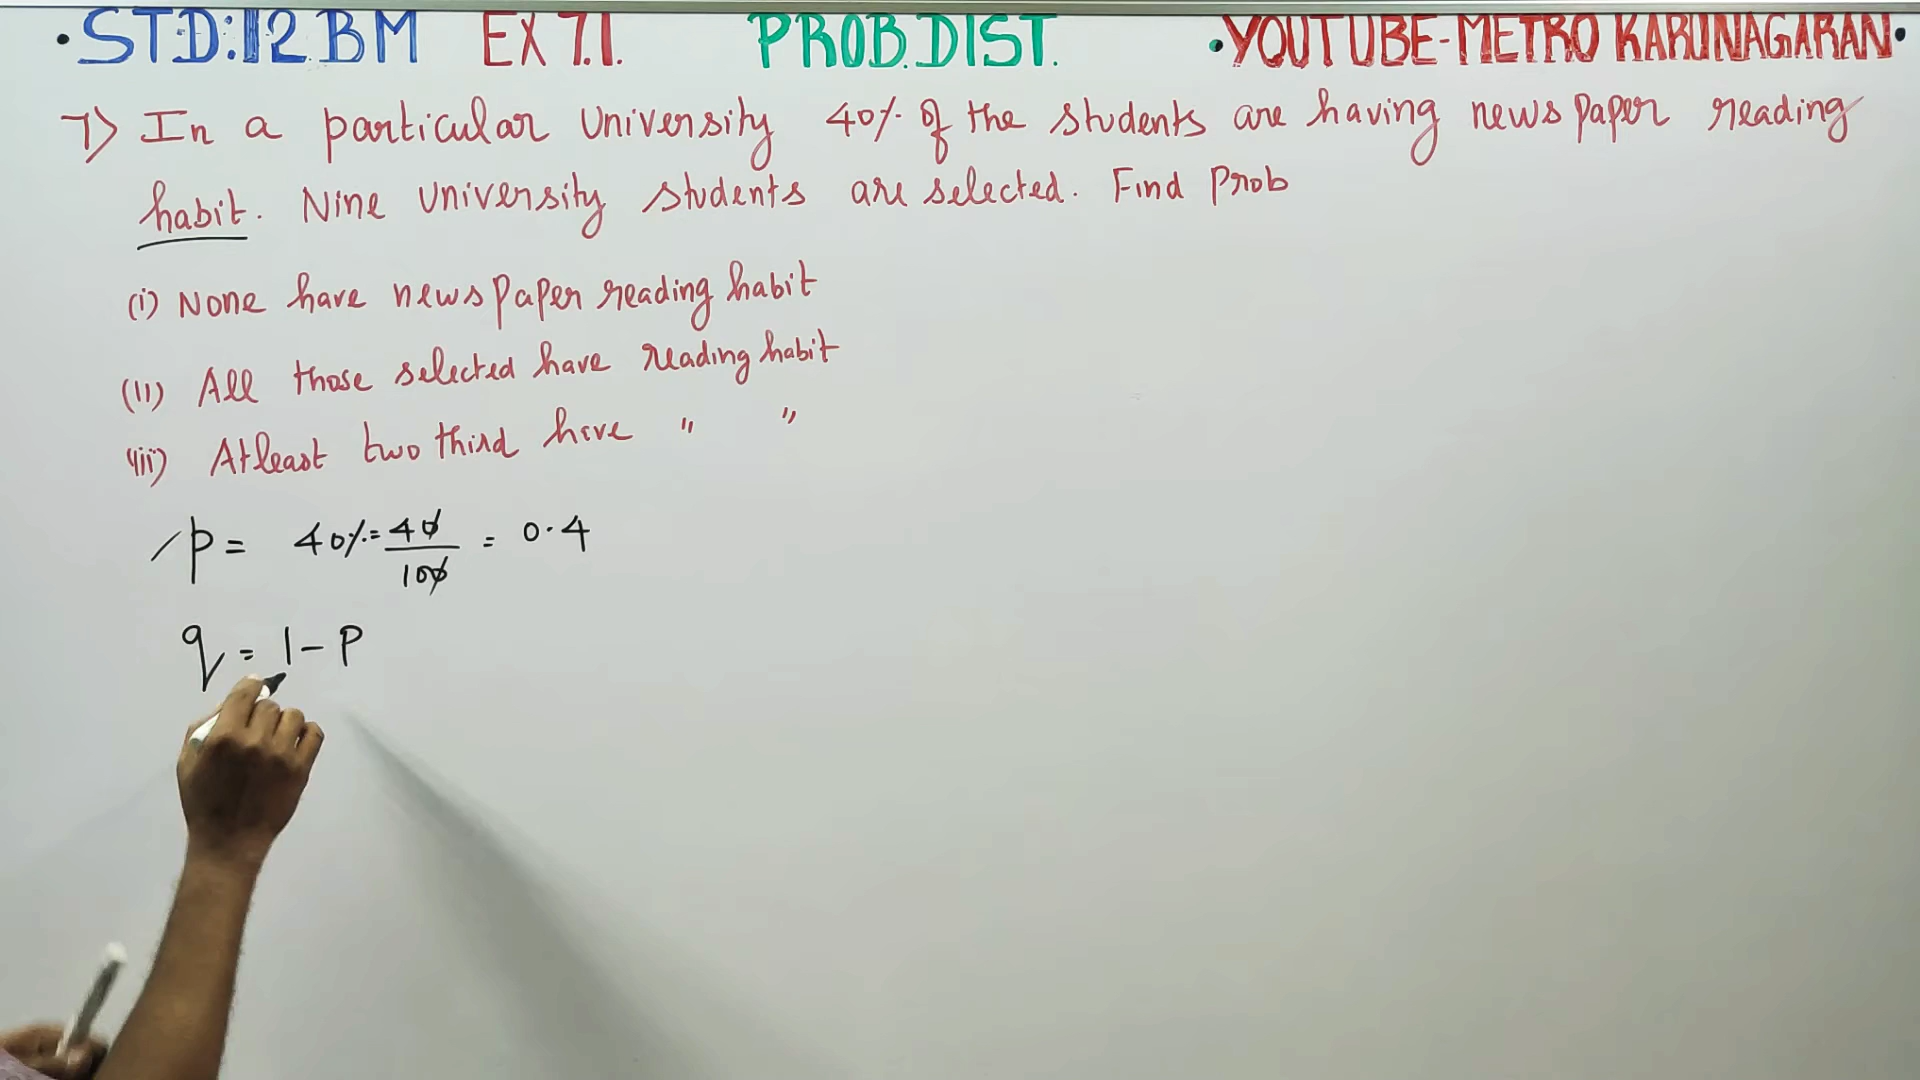 • STD:12.BM EX 7.1. PROB.DIST. • YOUTUBE-METRO KARUNAGARAN•
7) In a particular University 40% of the students are having news paper reading
habit. Nine University students are selected. Find Prob
(i) None have news paper reading habit
(ii) All those selected have reading habit
(iii) Atleast two third have " "
p = 40% = 40/100 = 0.4
q = 1 - p